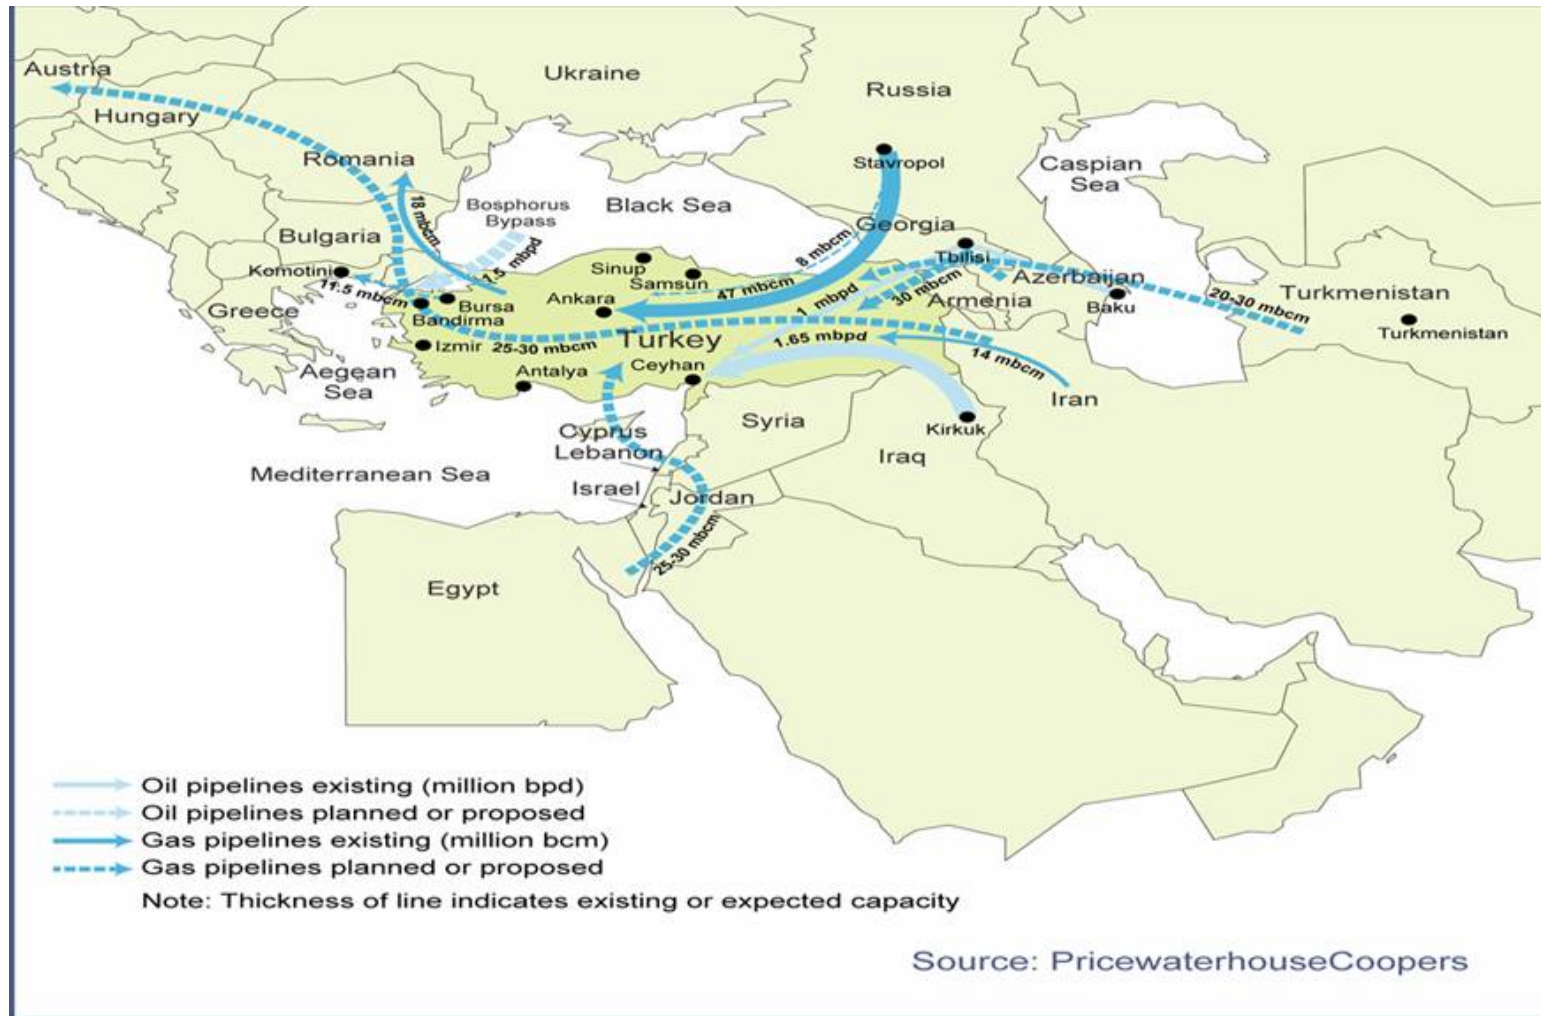 Austria
Ukraine
Russia
Hungary
Romania
Stavropol
Caspian
Sea
18 mbcm
Bosphorus
Bypass
Black Sea
Georgia
Bulgaria
1.5 mbpd
8 mbcm
Tbilisi
Komotini
Sinup
Samsun
47 mbcm
1 mbpd
30 mbcm
Azerbaijan
Armenia
Baku
20-30 mbcm
Turkmenistan
Turkmenistan
11.5 mbcm
Greece
Bursa
Bandirma
Ankara
Izmir
25-30 mbcm
Turkey
1.65 mbpd
14 mbcm
Aegean
Sea
Antalya
Ceyhan
Iran
Cyprus
Lebanon
Syria
Kirkuk
Iraq
Mediterranean Sea
Israel
Jordan
25-30 mbcm
Egypt
Oil pipelines existing (million bpd)
Oil pipelines planned or proposed
Gas pipelines existing (million bcm)
Gas pipelines planned or proposed
Note: Thickness of line indicates existing or expected capacity
Source: PricewaterhouseCoopers